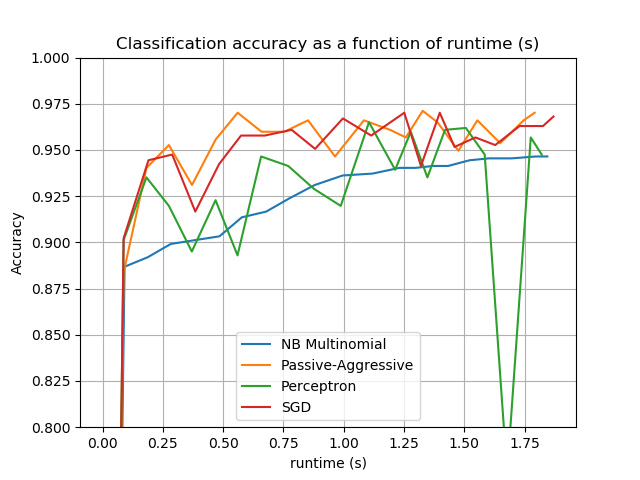 Classification accuracy as a function of runtime (s)
1.000
0.975
0.950
0.925
0.900
0.875
0.850
0.825
0.800
Accuracy
NB Multinomial
Passive-Aggressive
Perceptron
SGD
0.00 0.25 0.50 0.75 1.00 1.25 1.50 1.75
runtime (s)